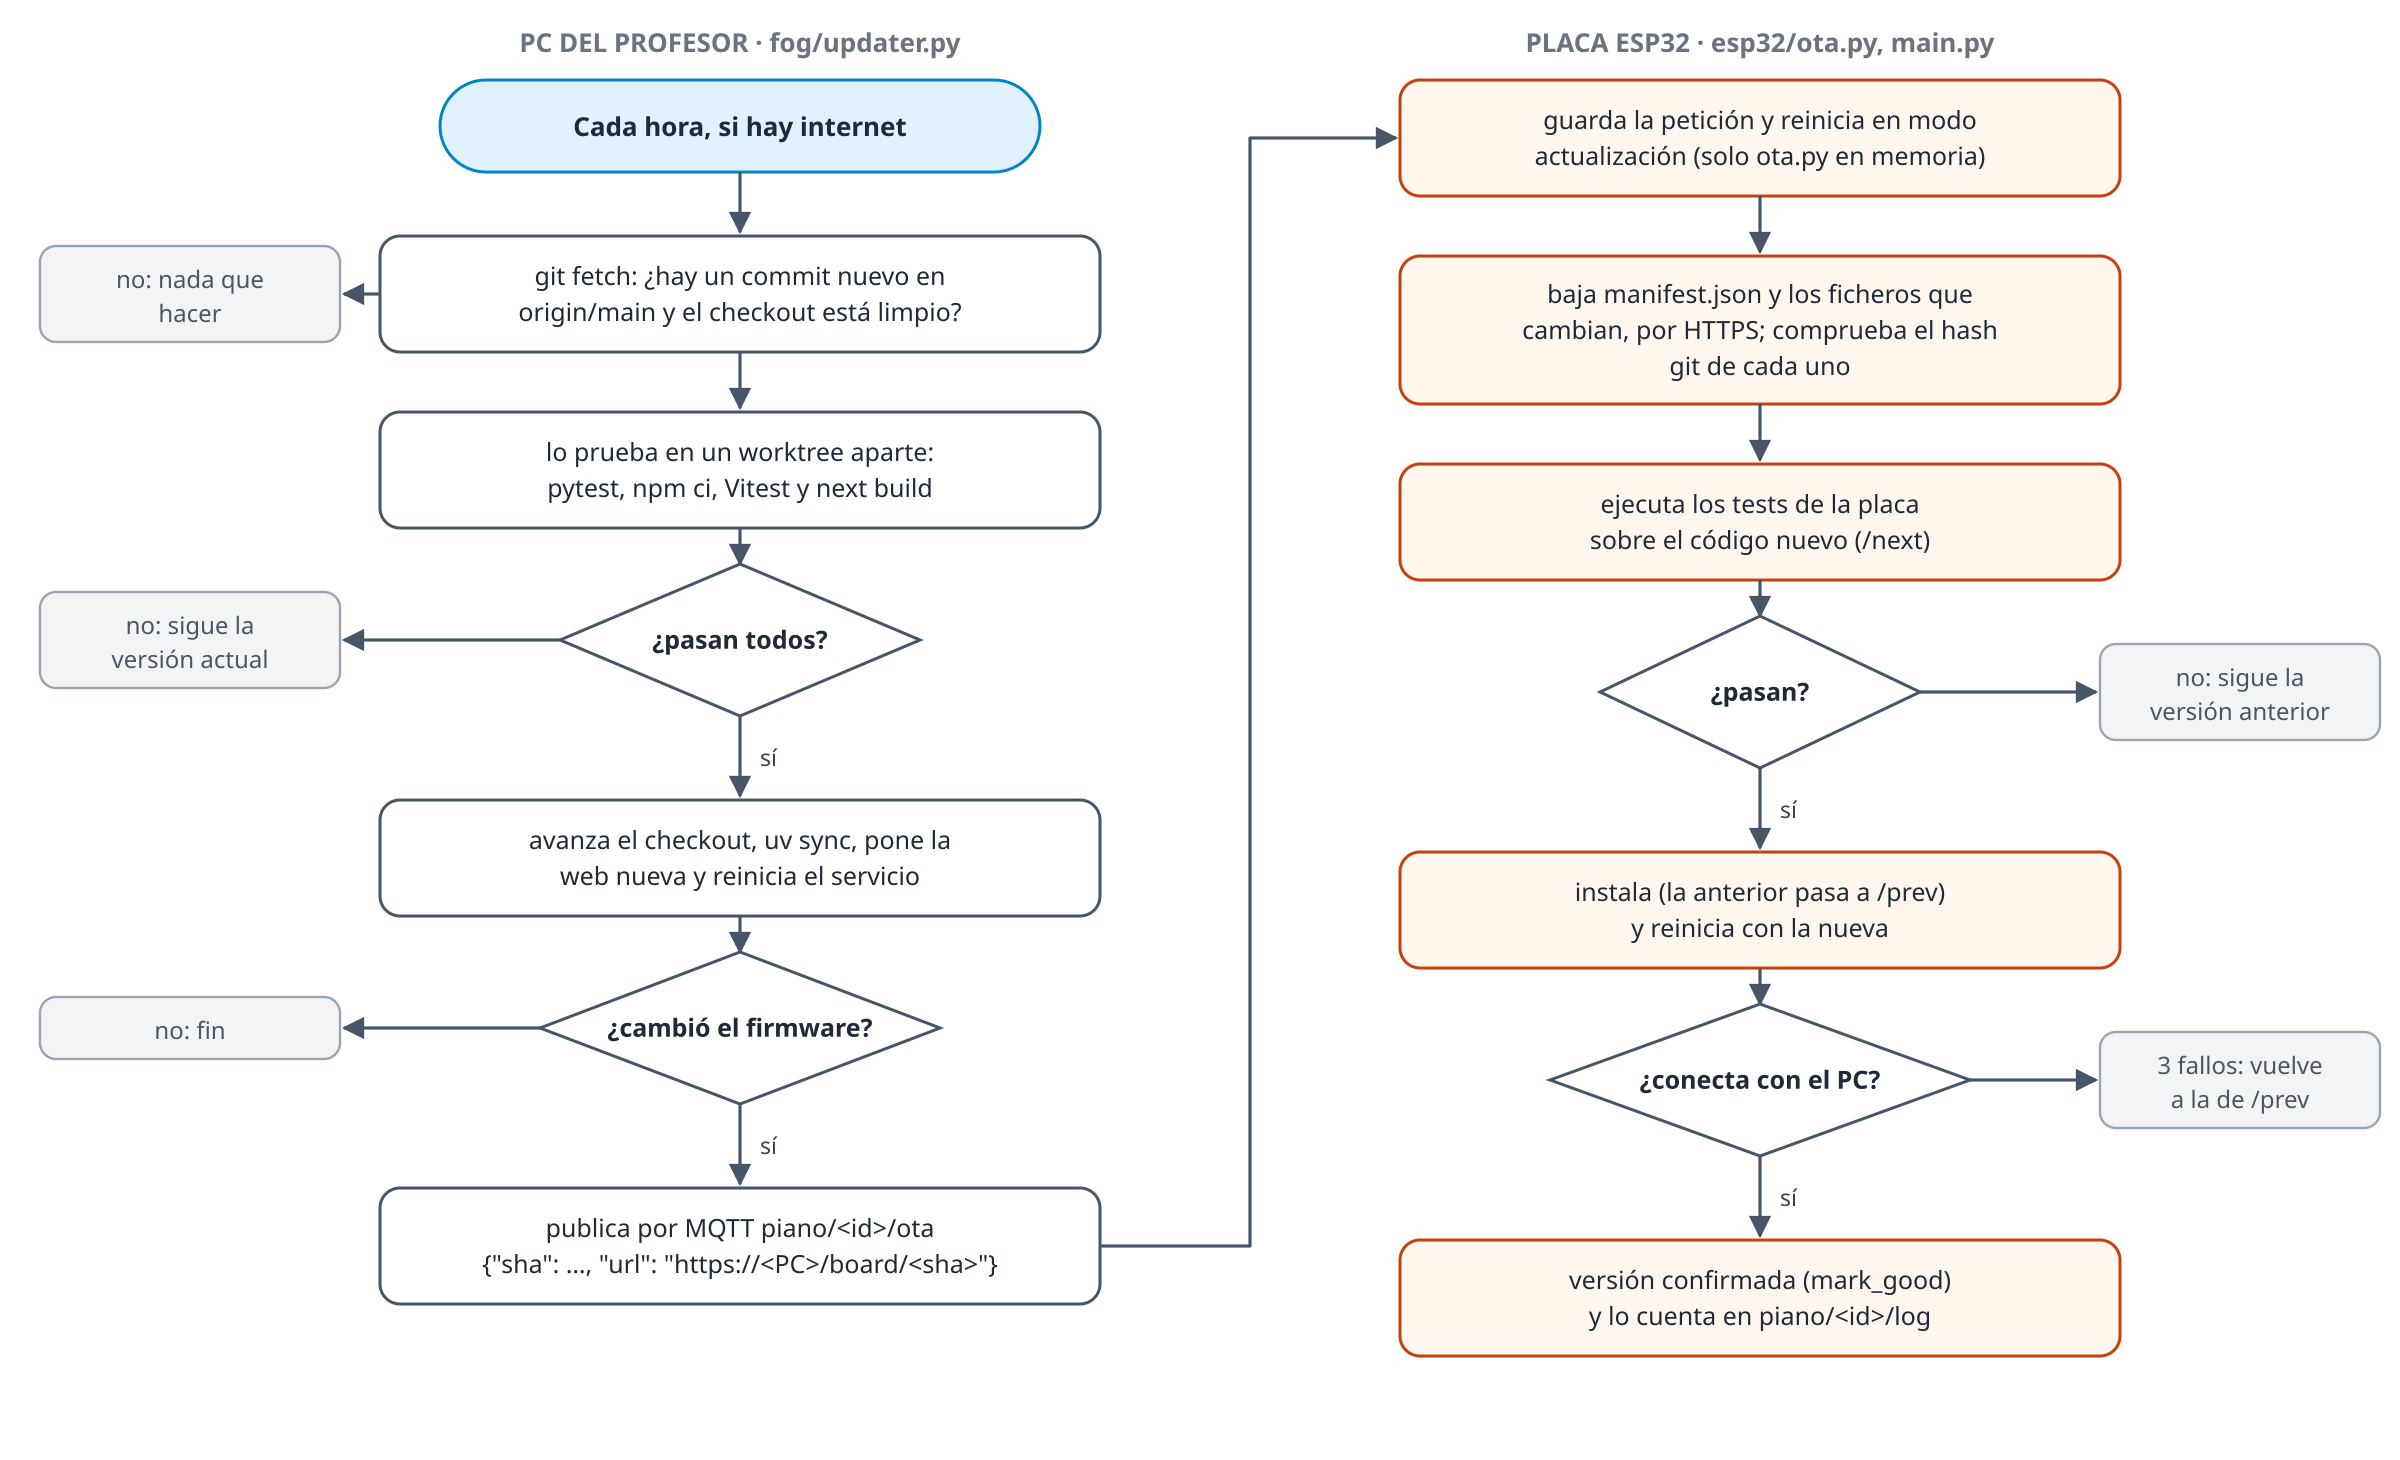 PC DEL PROFESOR · fog/updater.py
Cada hora, si hay internet
git fetch: ¿hay un commit nuevo en
origin/main y el checkout está limpio?
no: nada que
hacer
lo prueba en un worktree aparte:
pytest, npm ci, Vitest y next build
¿pasan todos?
no: sigue la
versión actual
sí
avanza el checkout, uv sync, pone la
web nueva y reinicia el servicio
¿cambió el firmware?
no: fin
sí
publica por MQTT piano/<id>/ota
{"sha": ..., "url": "https://<PC>/board/<sha>"}
PLACA ESP32 · esp32/ota.py, main.py
guarda la petición y reinicia en modo
actualización (solo ota.py en memoria)
baja manifest.json y los ficheros que
cambian, por HTTPS; comprueba el hash
git de cada uno
ejecuta los tests de la placa
sobre el código nuevo (/next)
¿pasan?
no: sigue la
versión anterior
sí
instala (la anterior pasa a /prev)
y reinicia con la nueva
¿conecta con el PC?
3 fallos: vuelve
a la de /prev
sí
versión confirmada (mark_good)
y lo cuenta en piano/<id>/log